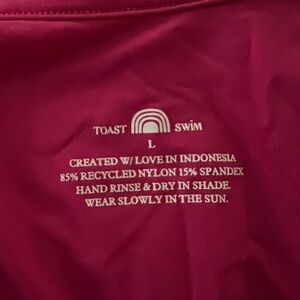 TOAST SWIM
L
CREATED W/ LOVE IN INDONESIA
85% RECYCLED NYLON 15% SPANDEX
HAND RINSE & DRY IN SHADE.
WEAR SLOWLY IN THE SUN.